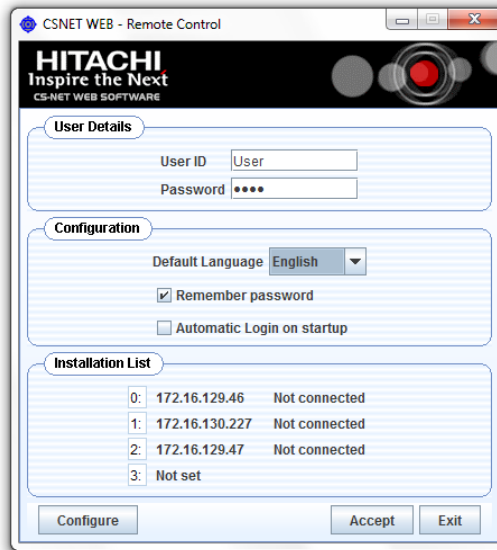 CSNET WEB - Remote Control
HITACHI
Inspire the Next
CS-NET WEB SOFTWARE
User Details
User ID User
Password ••••
Configuration
Default Language English
Remember password
Automatic Login on startup
Installation List
0: 172.16.129.46 Not connected
1: 172.16.130.227 Not connected
2: 172.16.129.47 Not connected
3: Not set
Configure Accept Exit